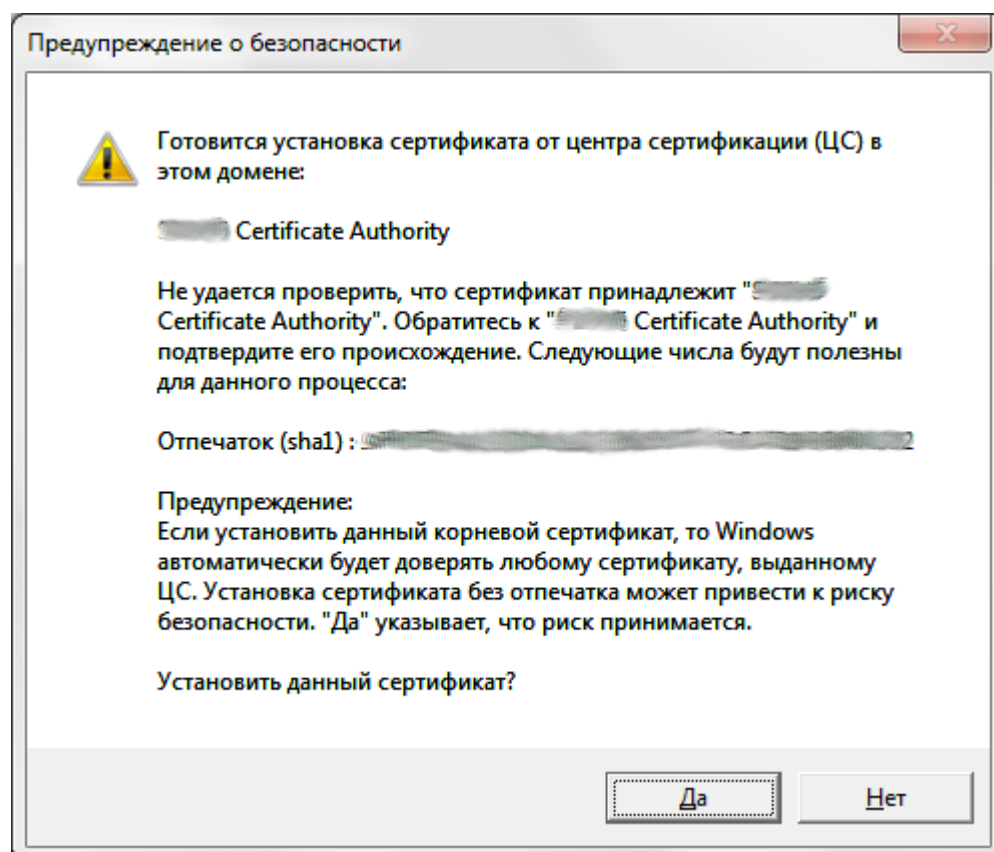 Предупреждение о безопасности
Готовится установка сертификата от центра сертификации (ЦС) в
этом домене:
Certificate Authority
Не удается проверить, что сертификат принадлежит "
Certificate Authority". Обратитесь к " Certificate Authority" и
подтвердите его происхождение. Следующие числа будут полезны
для данного процесса:
Отпечаток (sha1) :
Предупреждение:
Если установить данный корневой сертификат, то Windows
автоматически будет доверять любому сертификату, выданному
ЦС. Установка сертификата без отпечатка может привести к риску
безопасности. "Да" указывает, что риск принимается.
Установить данный сертификат?
Да
Нет